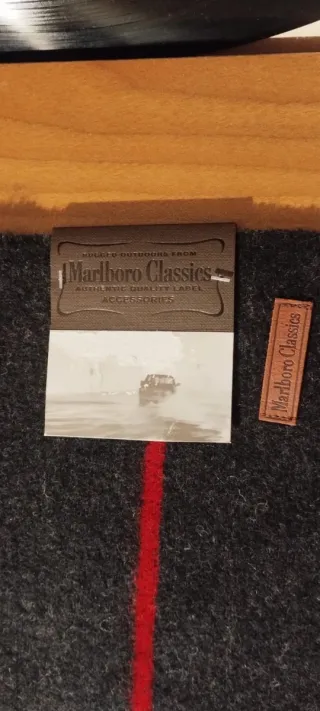 RUGGED OUTDOORS FROM
Marlboro Classics
AUTHENTIC QUALITY LABEL
ACCESSORIES
Marlboro Classics